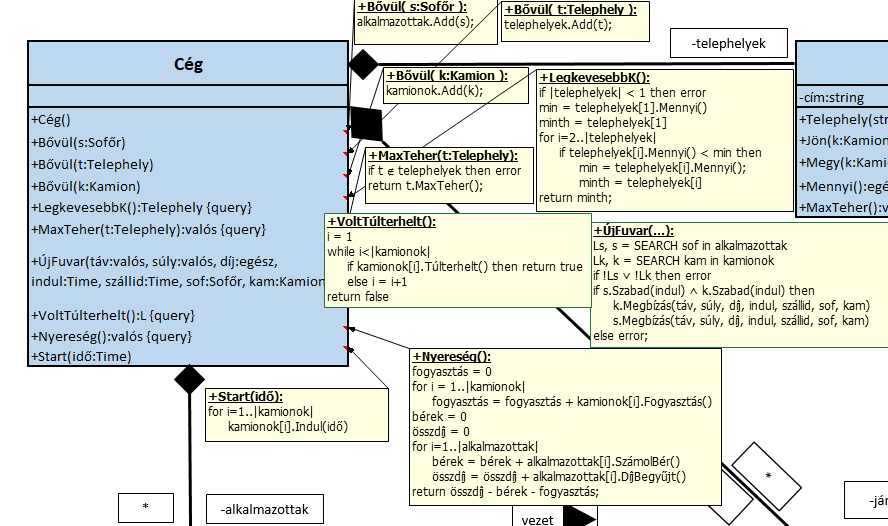 +Bővül( s:Sofőr ):
alkalmazottak.Add(s);
+Bővül( t:Telephely ):
telephelyek.Add(t);
-telephelyek
Cég
+Cég()
+Bővül(s:Sofőr)
+Bővül(t:Telephely)
+Bővül(k:Kamion)
+LegkevesebbK():Telephely {query}
+MaxTeher(t:Telephely):valós {query}
+ÚjFuvar(táv:valós, súly:valós, díj:egész,
indul:Time, szállid:Time, sof:Sofőr, kam:Kamion
+VoltTúlterhelt():L {query}
+Nyereség():valós {query}
+Start(idő:Time)
+Bővül( k:Kamion ):
kamionok.Add(k);
+LegkevesebbK():
if |telephelyek| < 1 then error
min = telephelyek[1].Mennyi()
minth = telephelyek[1]
for i=2..|telephelyek|
if telephelyek[i].Mennyi() < min then
min = telephelyek[i].Mennyi();
minth = telephelyek[i]
return minth;
-cím:string
+Telephely(str
+Jön(k:Kamion
+Megy(k:Kami
+Mennyi():egé
+MaxTeher():v
+MaxTeher(t:Telephely):
if t ∉ telephelyek then error
return t.MaxTeher();
+VoltTúlterhelt():
i = 1
while i<|kamionok|
if kamionok[i].Túlterhelt() then return true
else i = i+1
return false
+ÚjFuvar(...):
Ls, s = SEARCH sof in alkalmazottak
Lk, k = SEARCH kam in kamionok
if !Ls ∨ !Lk then error
if s.Szabad(indul) ∧ k.Szabad(indul) then
k.Megbízás(táv, súly, díj, indul, szállid, sof, kam)
s.Megbízás(táv, súly, díj, indul, szállid, sof, kam)
else error;
+Nyereség():
fogyasztás = 0
for i = 1..|kamionok|
fogyasztás = fogyasztás + kamionok[i].Fogyasztás()
bérek = 0
összdíj = 0
for i=1..|alkalmazottak|
bérek = bérek + alkalmazottak[i].SzámolBér()
összdíj = összdíj + alkalmazottak[i].DíjBegyűjt()
return összdíj - bérek - fogyasztás;
+Start(idő):
for i=1..|kamionok|
kamionok[i].Indul(idő)
*
-alkalmazottak
vezet
*
-jár